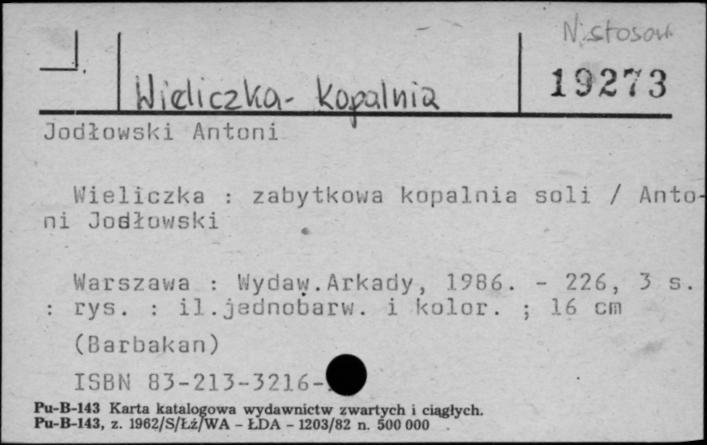 N. stosow
19273
Wieliczka - Kopalnia
Jodłowski Antoni
Wieliczka : zabytkowa kopalnia soli / Anto-
ni Jodłowski
Warszawa : Wydaw.Arkady, 1986. - 226, 3 s.
: rys. : il.jednobarw. i kolor. ; 16 cm
(Barbakan)
ISBN 83-213-3216-
Pu-B-143 Karta katalogowa wydawnictw zwartych i ciągłych.
Pu-B-143, z. 1962/S/Łź/WA - ŁDA - 1203/82 n. 500 000